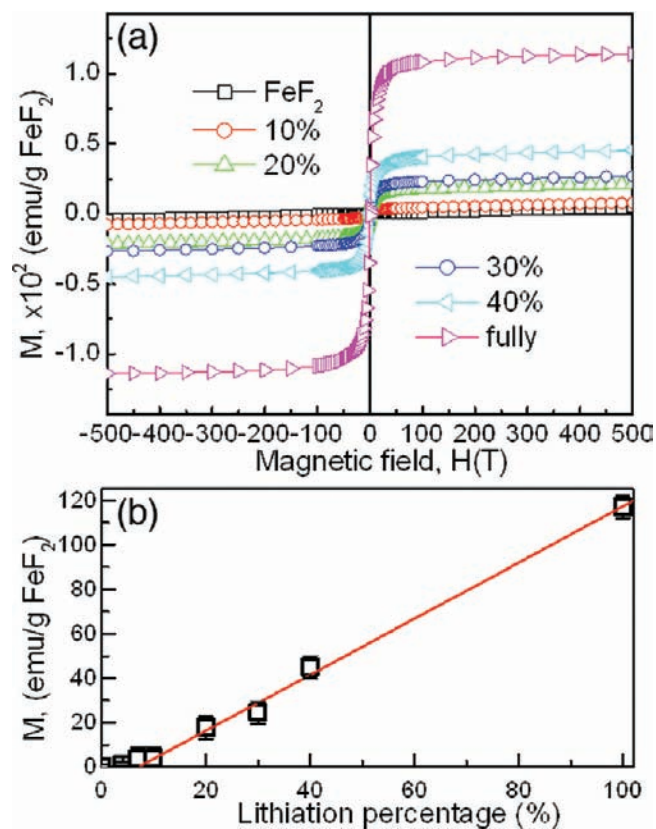 (a)
M, x10² (emu/g FeF₂)
1.0
0.5
0.0
-0.5
-1.0
FeF₂
10%
20%
30%
40%
fully
-500 -400 -300 -200 -100 0 100 200 300 400 500
Magnetic field, H(T)
(b)
M, (emu/g FeF₂)
120
100
80
60
40
20
0
0 20 40 60 80 100
Lithiation percentage (%)